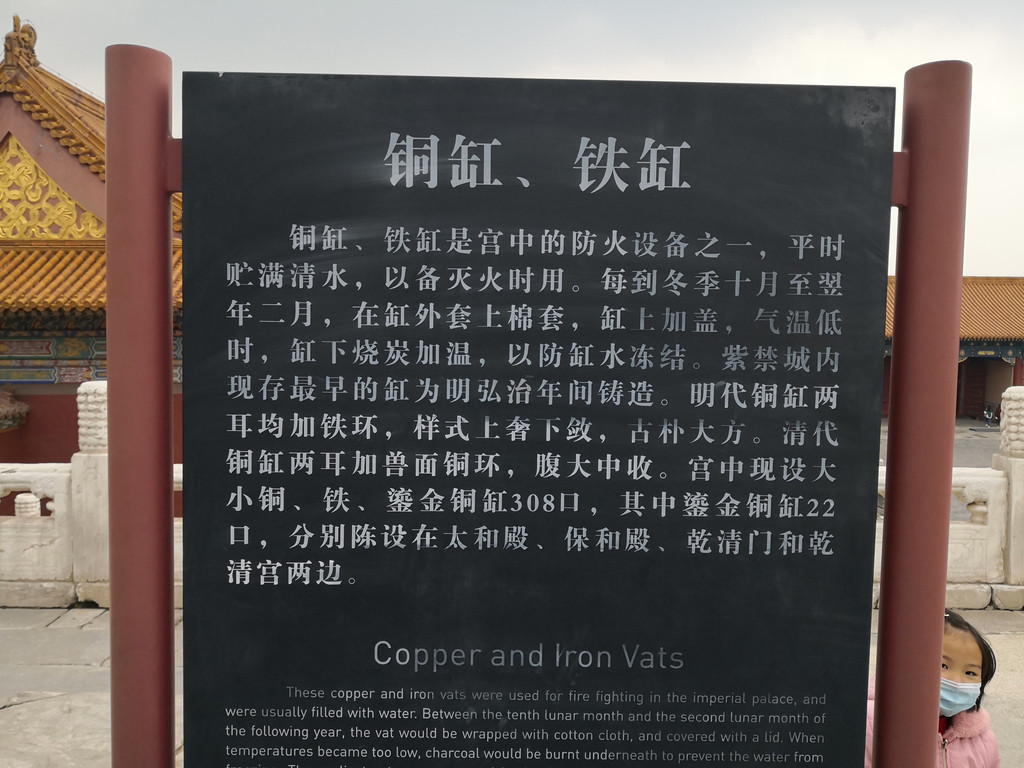 铜缸、铁缸
铜缸、铁缸是宫中的防火设备之一，平时
贮满清水，以备灭火时用。每到冬季十月至翌
年二月，在缸外套上棉套，缸上加盖，气温低
时，缸下烧炭加温，以防缸水冻结。紫禁城内
现存最早的缸为明弘治年间铸造。明代铜缸两
耳均加铁环，样式上奢下敛，古朴大方。清代
铜缸两耳加兽面铜环，腹大中收。宫中现设大
小铜、铁、鎏金铜缸308口，其中鎏金铜缸22
口，分别陈设在太和殿、保和殿、乾清门和乾
清宫两边。
Copper and Iron Vats
These copper and iron vats were used for fire fighting in the imperial palace, and
were usually filled with water. Between the tenth lunar month and the second lunar month of
the following year, the vat would be wrapped with cotton cloth, and covered with a lid. When
temperatures became too low, charcoal would be burnt underneath to prevent the water from